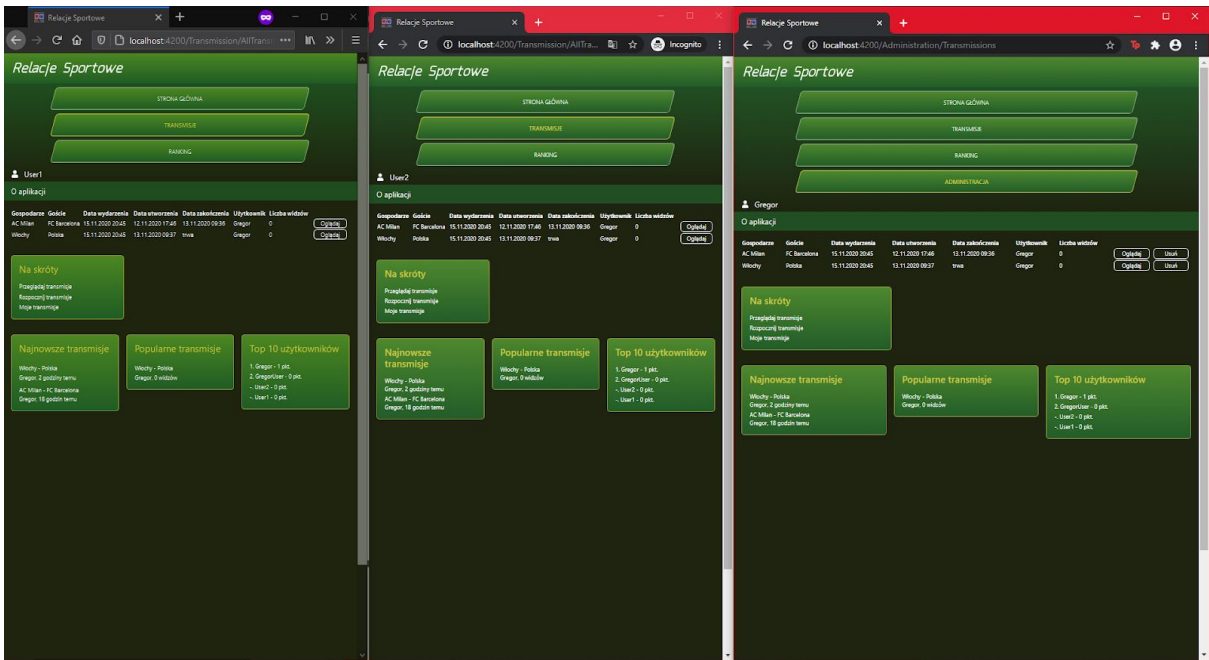 Relacje Sportowe
localhost:4200/Transmission/AllTrans
Relacje Sportowe
STRONA GŁÓWNA
TRANSMISJE
RANKING
User1
O aplikacji
Gospodarze Goście Data wydarzenia Data utworzenia Data zakończenia Użytkownik Liczba widzów
AC Milan FC Barcelona 15.11.2020 20:45 12.11.2020 17:46 13.11.2020 09:36 Gregor 0 Oglądaj
Włochy Polska 15.11.2020 20:45 13.11.2020 09:37 trwa Gregor 0 Oglądaj
Na skróty
Przeglądaj transmisje
Rozpocznij transmisje
Moje transmisje
Najnowsze transmisje
Włochy - Polska
Gregor, 2 godziny temu
AC Milan - FC Barcelona
Gregor, 18 godzin temu
Popularne transmisje
Włochy - Polska
Gregor, 0 widzów
Top 10 użytkowników
1. Gregor - 1 pkt.
2. GregorUser - 0 pkt.
-. User2 - 0 pkt.
-. User1 - 0 pkt.
Relacje Sportowe
localhost:4200/Transmission/AllTra... Incognito
Relacje Sportowe
STRONA GŁÓWNA
TRANSMISJE
RANKING
User2
O aplikacji
Gospodarze Goście Data wydarzenia Data utworzenia Data zakończenia Użytkownik Liczba widzów
AC Milan FC Barcelona 15.11.2020 20:45 12.11.2020 17:46 13.11.2020 09:36 Gregor 0 Oglądaj
Włochy Polska 15.11.2020 20:45 13.11.2020 09:37 trwa Gregor 0 Oglądaj
Na skróty
Przeglądaj transmisje
Rozpocznij transmisje
Moje transmisje
Najnowsze
transmisje
Włochy - Polska
Gregor, 2 godziny temu
AC Milan - FC Barcelona
Gregor, 18 godzin temu
Popularne transmisje
Włochy - Polska
Gregor, 0 widzów
Top 10 użytkowników
1. Gregor - 1 pkt.
2. GregorUser - 0 pkt.
-. User2 - 0 pkt.
-. User1 - 0 pkt.
Relacje Sportowe
localhost:4200/Administration/Transmissions Tp
Relacje Sportowe
STRONA GŁÓWNA
TRANSMISJE
RANKING
ADMINISTRACJA
Gregor
O aplikacji
Gospodarze Goście Data wydarzenia Data utworzenia Data zakończenia Użytkownik Liczba widzów
AC Milan FC Barcelona 15.11.2020 20:45 12.11.2020 17:46 13.11.2020 09:36 Gregor 0 Oglądaj Usuń
Włochy Polska 15.11.2020 20:45 13.11.2020 09:37 trwa Gregor 0 Oglądaj Usuń
Na skróty
Przeglądaj transmisje
Rozpocznij transmisje
Moje transmisje
Najnowsze transmisje
Włochy - Polska
Gregor, 2 godziny temu
AC Milan - FC Barcelona
Gregor, 18 godzin temu
Popularne transmisje
Włochy - Polska
Gregor, 0 widzów
Top 10 użytkowników
1. Gregor - 1 pkt.
2. GregorUser - 0 pkt.
-. User2 - 0 pkt.
-. User1 - 0 pkt.